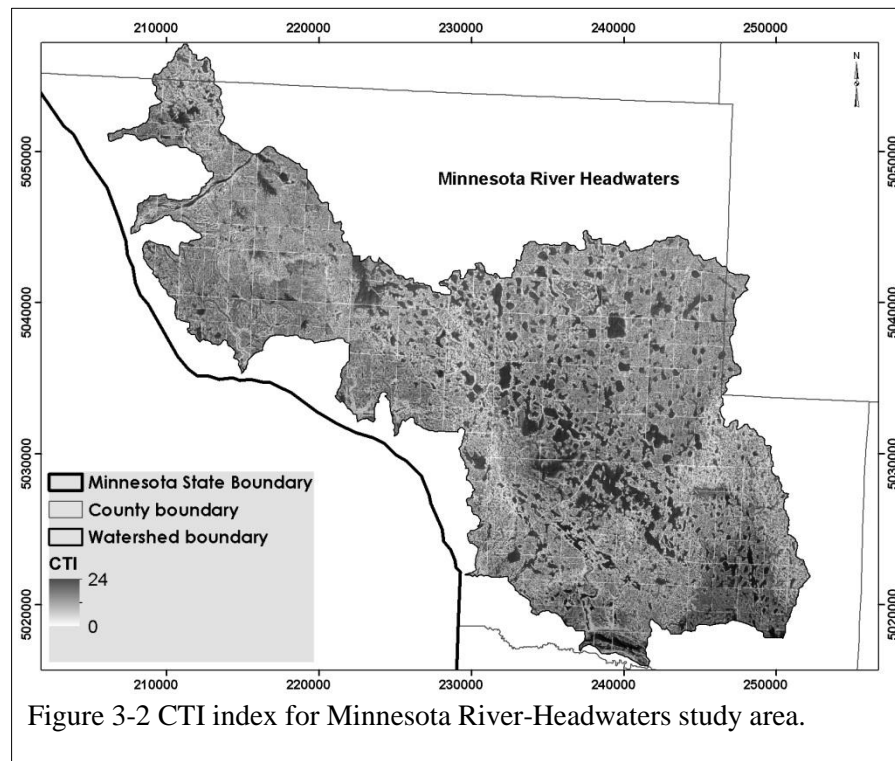 210000 220000 230000 240000 250000
N
5050000 5050000
Minnesota River Headwaters
5040000 5040000
5030000 5030000
Minnesota State Boundary
County boundary
Watershed boundary
CTI
24
0
5020000 5020000
210000 220000 230000 240000 250000
Figure 3-2 CTI index for Minnesota River-Headwaters study area.